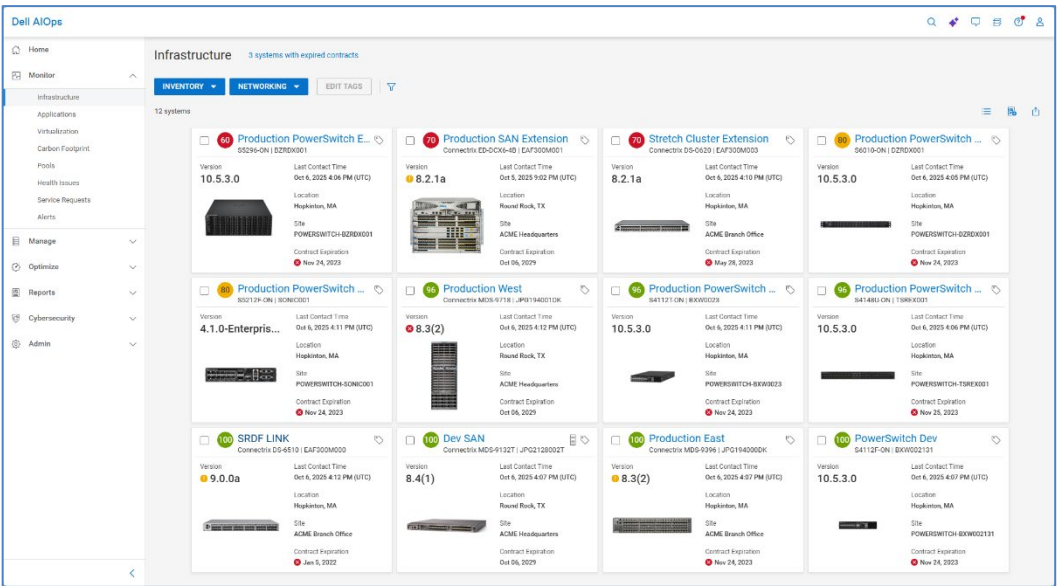 Dell AIOps
Home
Monitor
Infrastructure
Applications
Virtualization
Carbon Footprint
Pools
Health Issues
Service Requests
Alerts
Manage
Optimize
Reports
Cybersecurity
Admin
Infrastructure
3 systems with expired contracts
INVENTORY
NETWORKING
EDIT TAGS
12 systems
60 Production PowerSwitch E...
S5296-ON | BZRDX001
Version
10.5.3.0
Last Contact Time
Oct 6, 2025 4:06 PM (UTC)
Location
Hopkinton, MA
Site
POWERSWITCH-BZRDX001
Contract Expiration
Nov 24, 2023
70 Production SAN Extension
Connectrix ED-DCX6-4B | EAF300M001
Version
8.2.1a
Last Contact Time
Oct 5, 2025 9:02 PM (UTC)
Location
Round Rock, TX
Site
ACME Headquarters
Contract Expiration
Oct 06, 2029
70 Stretch Cluster Extension
Connectrix DS-6620 | EAF300M003
Version
8.2.1a
Last Contact Time
Oct 6, 2025 4:10 PM (UTC)
Location
Hopkinton, MA
Site
ACME Branch Office
Contract Expiration
May 28, 2023
80 Production PowerSwitch ...
S6010-ON | DZRDX001
Version
10.5.3.0
Last Contact Time
Oct 6, 2025 4:05 PM (UTC)
Location
Hopkinton, MA
Site
POWERSWITCH-DZRDX001
Contract Expiration
Nov 24, 2023
80 Production PowerSwitch ...
S5212F-ON | SONIC001
Version
4.1.0-Enterpris...
Last Contact Time
Oct 6, 2025 4:11 PM (UTC)
Location
Hopkinton, MA
Site
POWERSWITCH-SONIC001
Contract Expiration
Nov 24, 2023
96 Production West
Connectrix MDS-9718 | JPG194001DK
Version
8.3(2)
Last Contact Time
Oct 6, 2025 4:12 PM (UTC)
Location
Round Rock, TX
Site
ACME Headquarters
Contract Expiration
Oct 06, 2029
96 Production PowerSwitch ...
S4112T-ON | BXW0023
Version
10.5.3.0
Last Contact Time
Oct 6, 2025 4:11 PM (UTC)
Location
Hopkinton, MA
Site
POWERSWITCH-BXW0023
Contract Expiration
Nov 24, 2023
96 Production PowerSwitch ...
S4148U-ON | TSREX001
Version
10.5.3.0
Last Contact Time
Oct 6, 2025 4:06 PM (UTC)
Location
Hopkinton, MA
Site
POWERSWITCH-TSREX001
Contract Expiration
Nov 25, 2023
100 SRDF LINK
Connectrix DS-6510 | EAF300M000
Version
9.0.0a
Last Contact Time
Oct 6, 2025 4:13 PM (UTC)
Location
Hopkinton, MA
Site
ACME Branch Office
Contract Expiration
Jan 5, 2022
100 Dev SAN
Connectrix MDS-9132T | JPG2128002T
Version
8.4(1)
Last Contact Time
Oct 6, 2025 4:07 PM (UTC)
Location
Round Rock, TX
Site
ACME Headquarters
Contract Expiration
Oct 06, 2029
100 Production East
Connectrix MDS-9396 | JPG194000DK
Version
8.3(2)
Last Contact Time
Oct 6, 2025 4:07 PM (UTC)
Location
Hopkinton, MA
Site
ACME Branch Office
Contract Expiration
Nov 24, 2023
100 PowerSwitch Dev
S4112F-ON | BXW002131
Version
10.5.3.0
Last Contact Time
Oct 6, 2025 4:07 PM (UTC)
Location
Hopkinton, MA
Site
POWERSWITCH-BXW002131
Contract Expiration
Nov 24, 2023